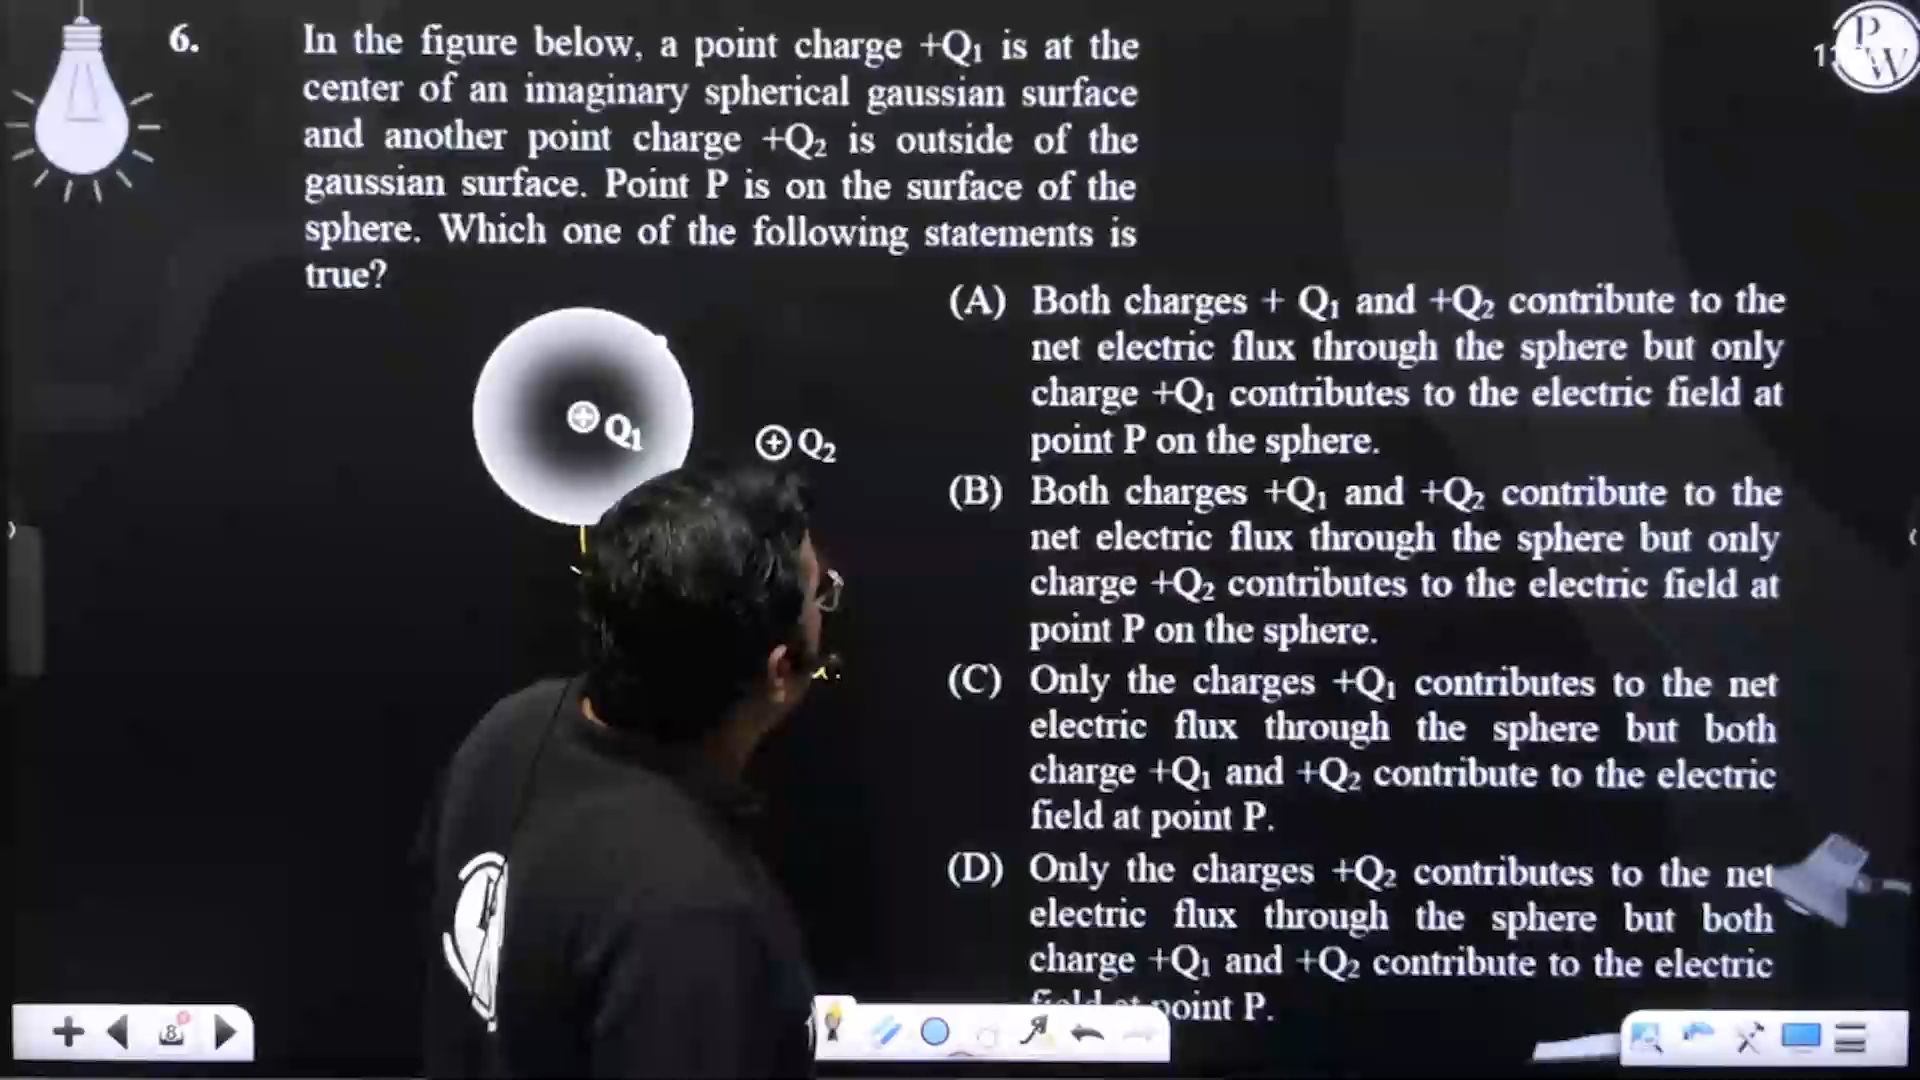 6.
In the figure below, a point charge +Q₁ is at the
center of an imaginary spherical gaussian surface
and another point charge +Q₂ is outside of the
gaussian surface. Point P is on the surface of the
sphere. Which one of the following statements is
true?
Q₁
Q₂
(A) Both charges + Q₁ and +Q₂ contribute to the
net electric flux through the sphere but only
charge +Q₁ contributes to the electric field at
point P on the sphere.
(B) Both charges +Q₁ and +Q₂ contribute to the
net electric flux through the sphere but only
charge +Q₂ contributes to the electric field at
point P on the sphere.
(C) Only the charges +Q₁ contributes to the net
electric flux through the sphere but both
charge +Q₁ and +Q₂ contribute to the electric
field at point P.
(D) Only the charges +Q₂ contributes to the net
electric flux through the sphere but both
charge +Q₁ and +Q₂ contribute to the electric
point P.
PW
8